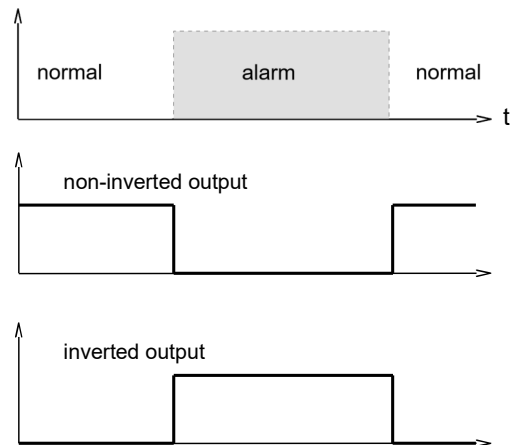 normal alarm normal
t
non-inverted output
inverted output